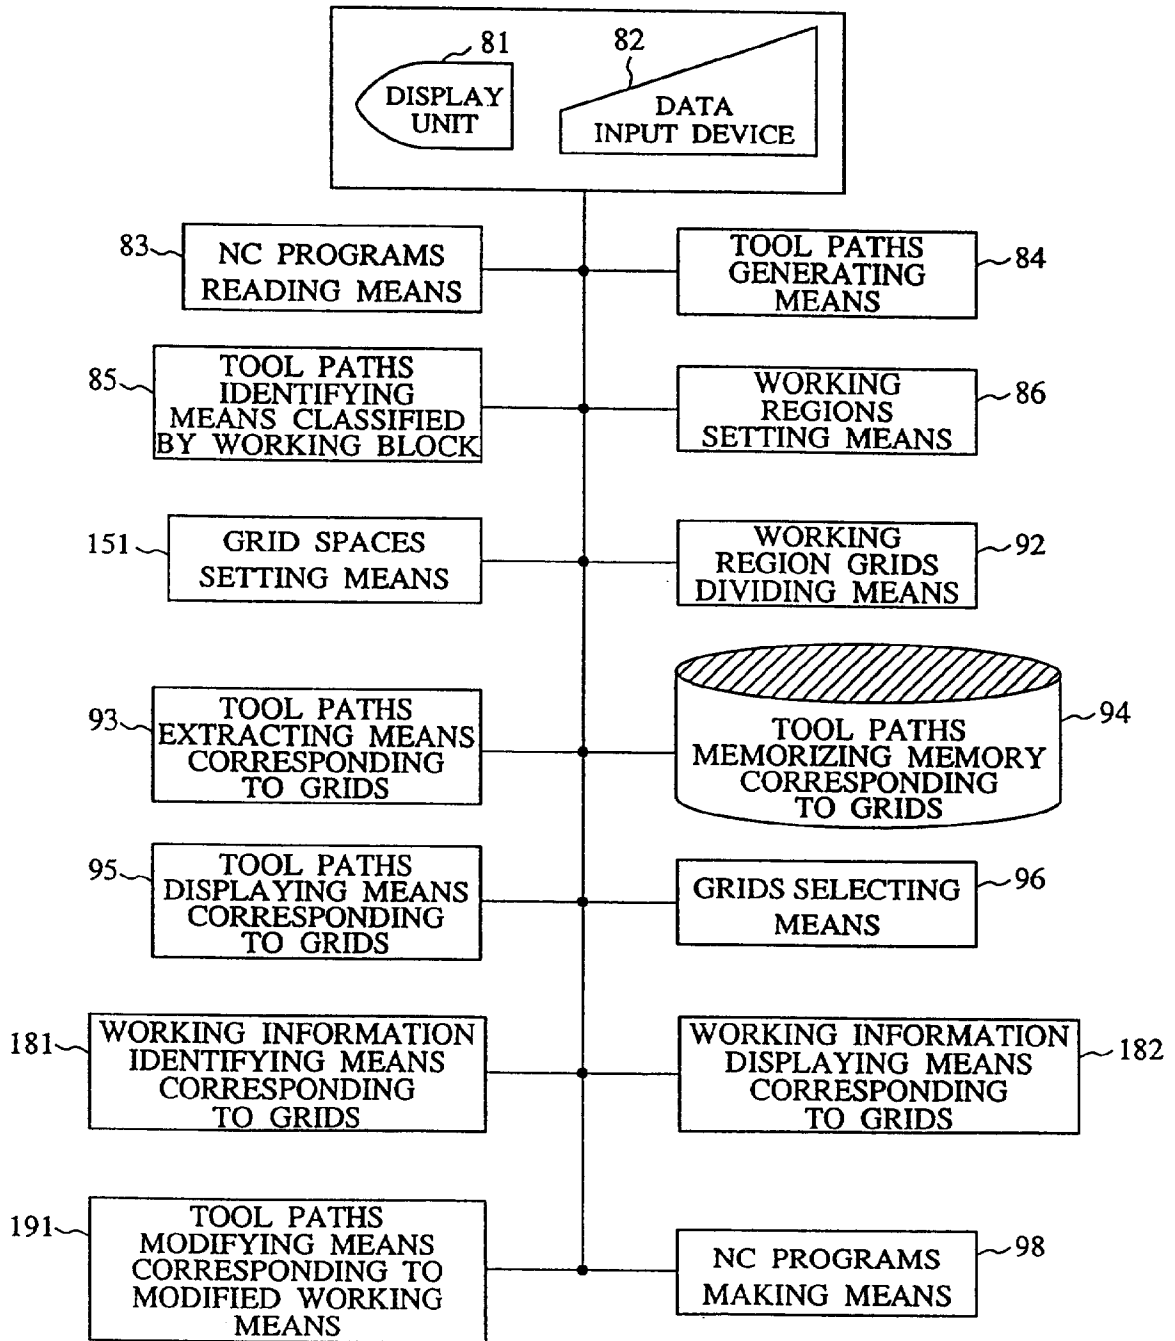 81
DISPLAY
UNIT
82
DATA
INPUT DEVICE
83
NC PROGRAMS
READING MEANS
TOOL PATHS
GENERATING
MEANS
84
85
TOOL PATHS
IDENTIFYING
MEANS CLASSIFIED
BY WORKING BLOCK
WORKING
REGIONS
SETTING MEANS
86
151
GRID SPACES
SETTING MEANS
WORKING
REGION GRIDS
DIVIDING MEANS
92
93
TOOL PATHS
EXTRACTING MEANS
CORRESPONDING
TO GRIDS
TOOL PATHS
MEMORIZING MEMORY
CORRESPONDING
TO GRIDS
94
95
TOOL PATHS
DISPLAYING MEANS
CORRESPONDING
TO GRIDS
GRIDS SELECTING
MEANS
96
181
WORKING INFORMATION
IDENTIFYING MEANS
CORRESPONDING
TO GRIDS
WORKING INFORMATION
DISPLAYING MEANS
CORRESPONDING
TO GRIDS
182
191
TOOL PATHS
MODIFYING MEANS
CORRESPONDING TO
MODIFIED WORKING
MEANS
NC PROGRAMS
MAKING MEANS
98